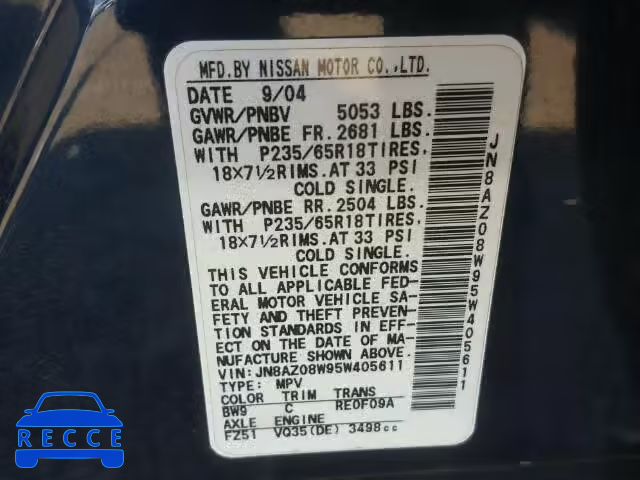 MFD.BY NISSAN MOTOR CO.,LTD.
DATE 9/04
GVWR/PNBV 5053 LBS.
GAWR/PNBE FR.2681 LBS.
WITH P235/65R18TIRES,
18X7½RIMS.AT 33 PSI
COLD SINGLE.
GAWR/PNBE RR.2504 LBS.
WITH P235/65R18TIRES,
18X7½RIMS.AT 33 PSI
COLD SINGLE.
THIS VEHICLE CONFORMS
TO ALL APPLICABLE FED-
ERAL MOTOR VEHICLE SA-
FETY AND THEFT PREVEN-
TION STANDARDS IN EFF-
ECT ON THE DATE OF MA-
NUFACTURE SHOWN ABOVE.
VIN:JN8AZ08W95W405611
TYPE: MPV
COLOR TRIM TRANS
BW9 C RE0F09A
AXLE ENGINE
FZ51 VQ35(DE) 3498cc
JN8AZ08W95W405611
RECCE